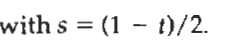 with s = (1 − t)/2.